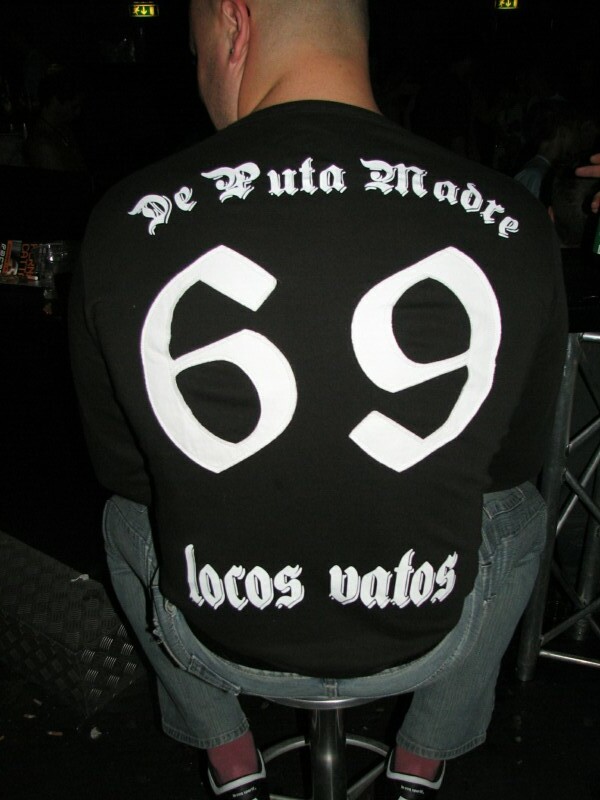 De Puta Madre
69
locos vatos